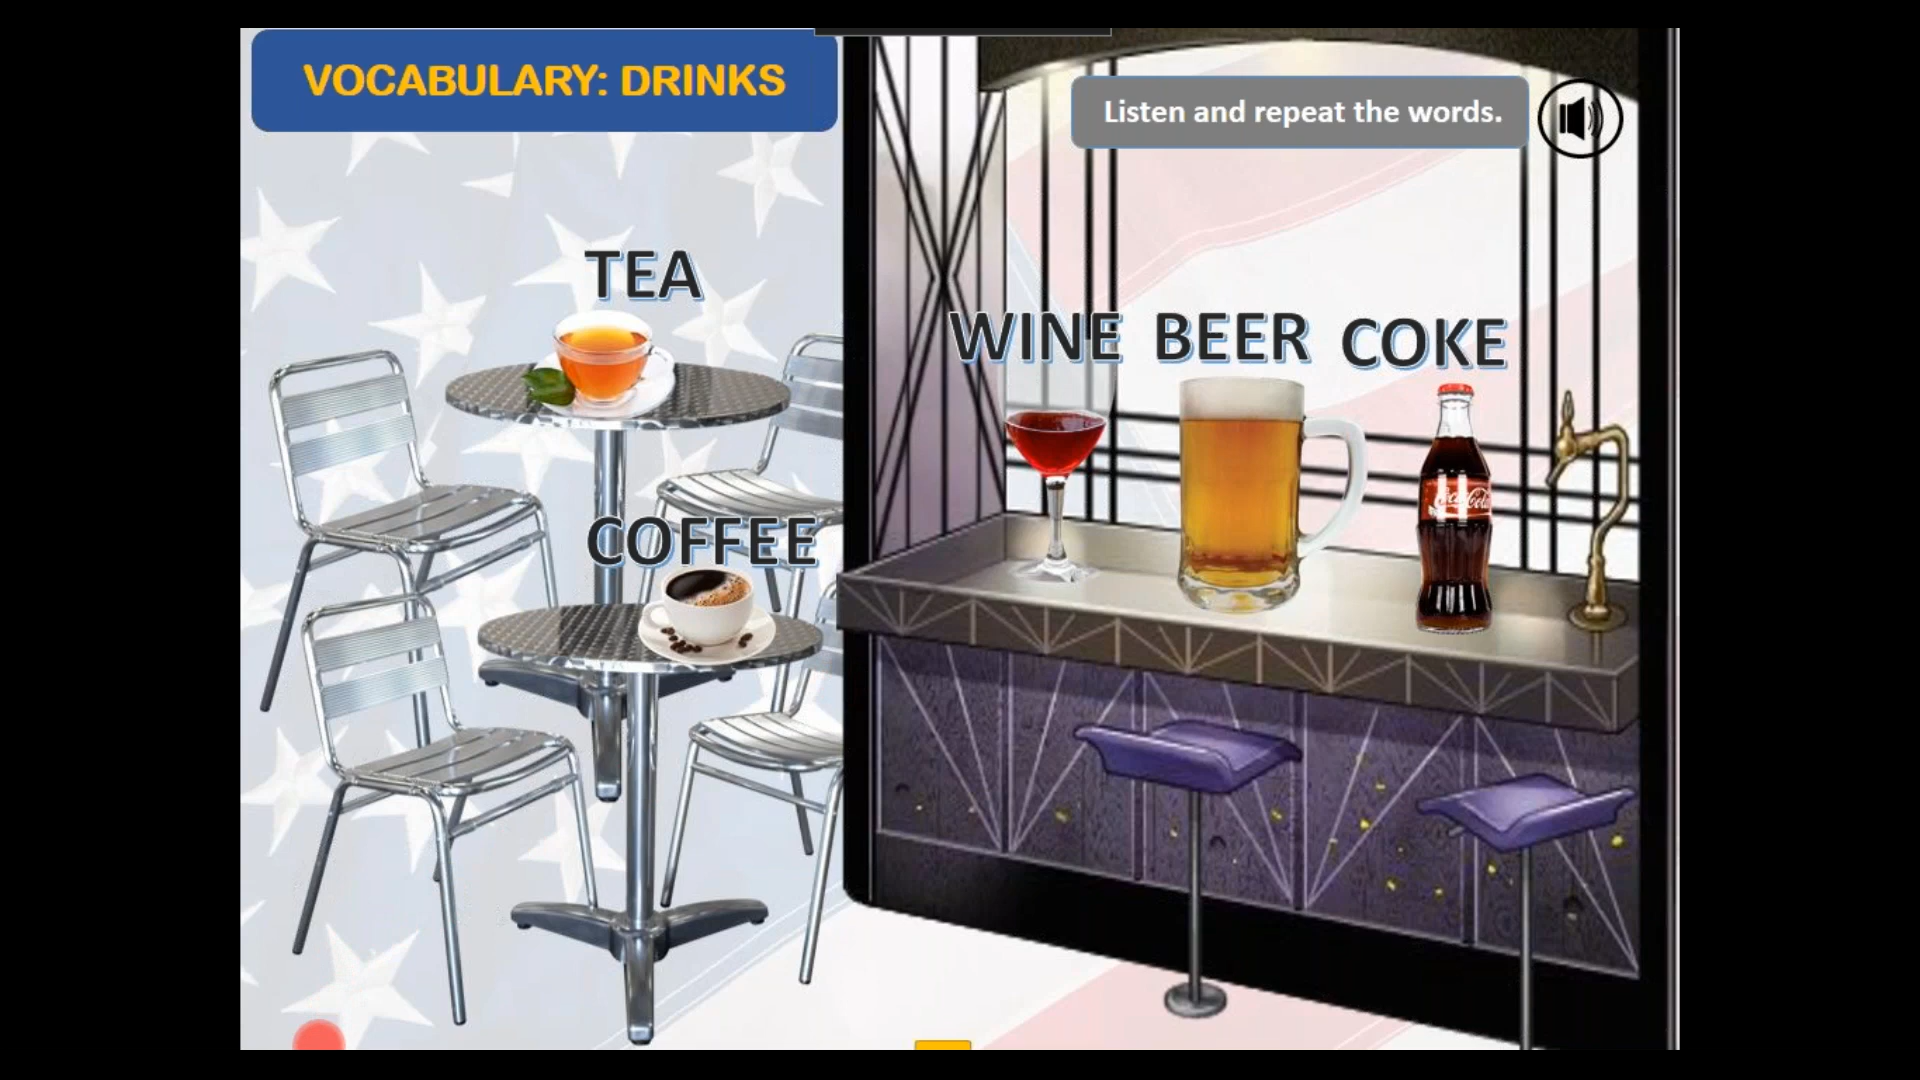 VOCABULARY: DRINKS
Listen and repeat the words.
TEA
WINE BEER COKE
COFFEE